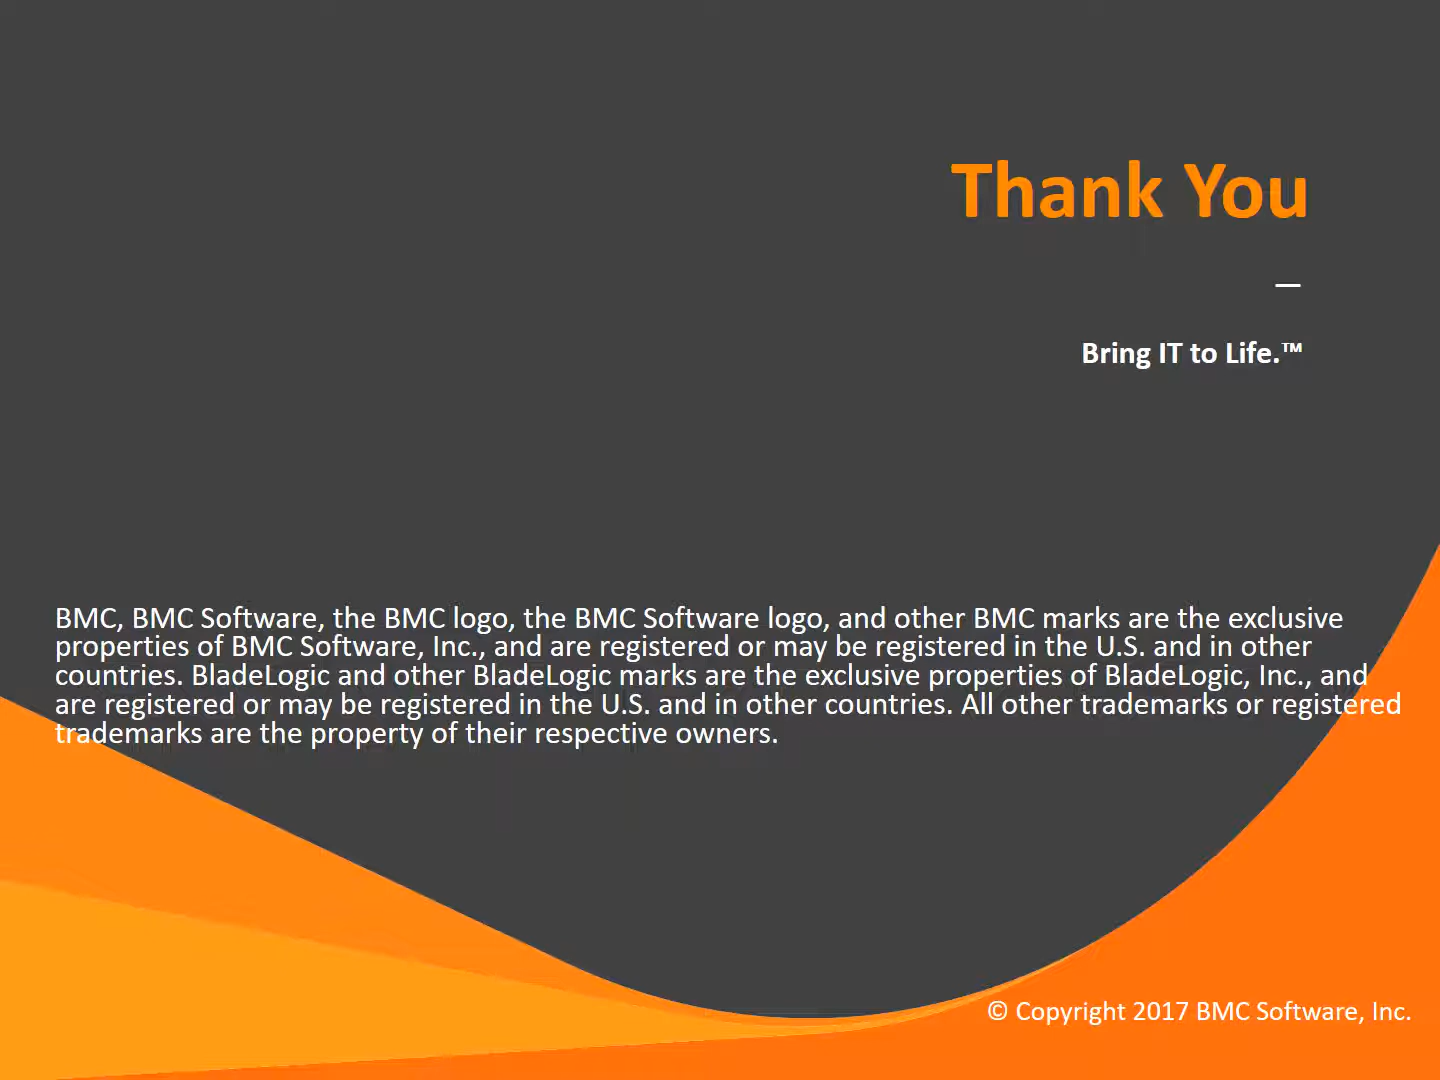 Thank You
—
Bring IT to Life.™
BMC, BMC Software, the BMC logo, the BMC Software logo, and other BMC marks are the exclusive
properties of BMC Software, Inc., and are registered or may be registered in the U.S. and in other
countries. BladeLogic and other BladeLogic marks are the exclusive properties of BladeLogic, Inc., and
are registered or may be registered in the U.S. and in other countries. All other trademarks or registered
trademarks are the property of their respective owners.
© Copyright 2017 BMC Software, Inc.